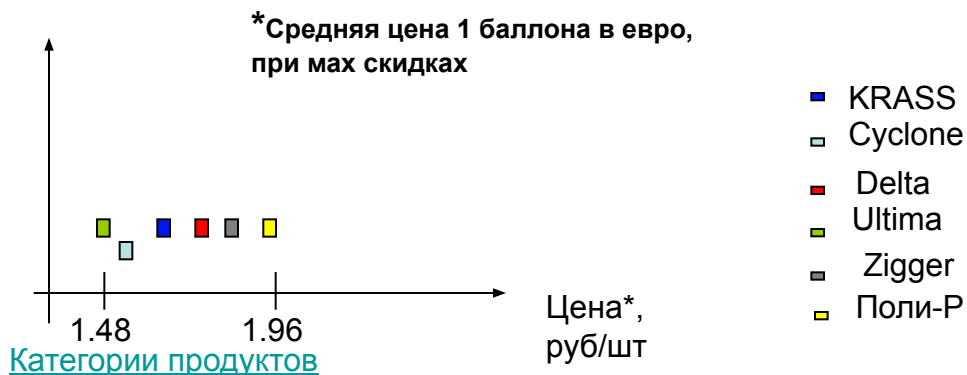 *Средняя цена 1 баллона в евро,
при мах скидках
KRASS
Cyclone
Delta
Ultima
Zigger
Поли-Р
1.48
1.96
Цена*,
руб/шт
Категории продуктов